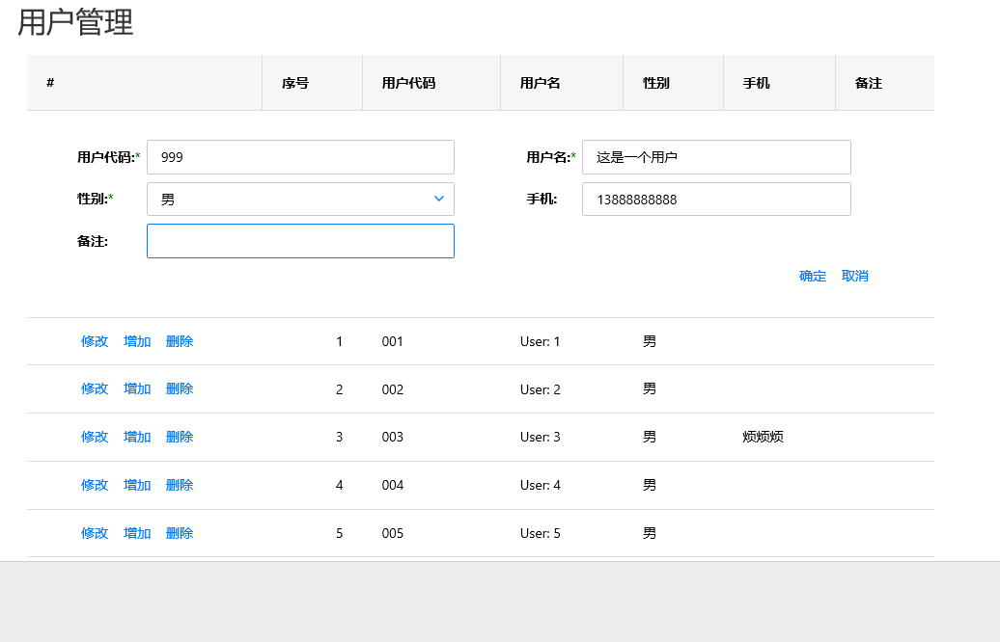 用户管理
# 序号 用户代码 用户名 性别 手机 备注
用户代码:* 999 用户名:* 这是一个用户
性别:* 男 手机: 13888888888
备注:
确定 取消
修改 增加 删除 1 001 User: 1 男
修改 增加 删除 2 002 User: 2 男
修改 增加 删除 3 003 User: 3 男 烦烦烦
修改 增加 删除 4 004 User: 4 男
修改 增加 删除 5 005 User: 5 男